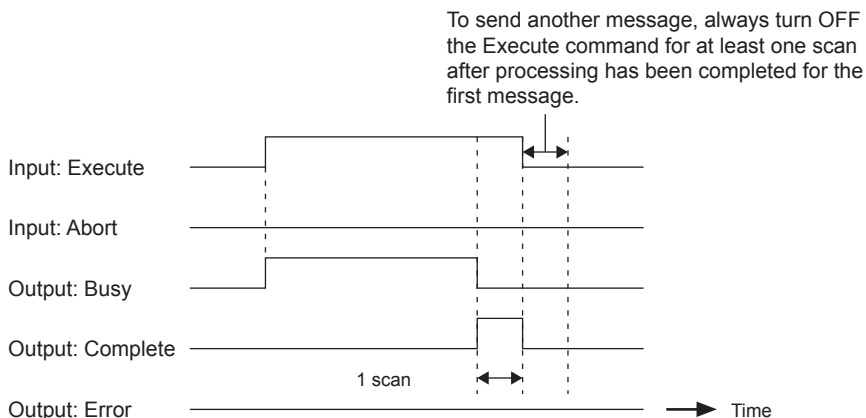 To send another message, always turn OFF
the Execute command for at least one scan
after processing has been completed for the
first message.
Input: Execute
Input: Abort
Output: Busy
Output: Complete
1 scan
Output: Error
Time